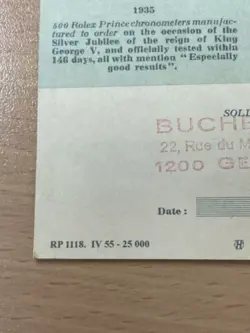 1935
500 Rolex Prince chronometers manufac-
tured to order on the occasion of the
Silver Jubilee of the reign of King
George V, and officially tested within
146 days, all with mention " Especially
good results".
SOL
BUCHE
22, Rue du M
1200 GE
Date :
RP 1118. IV 55 - 25 000